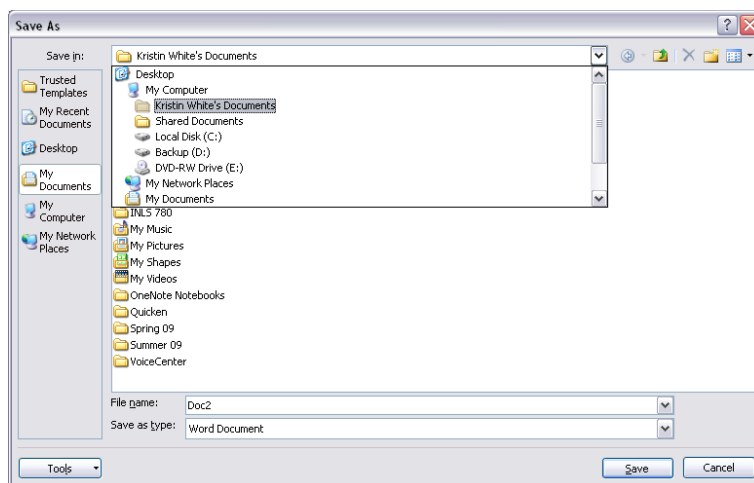 Save As
Save in:
Kristin White's Documents
Desktop
My Computer
Kristin White's Documents
Shared Documents
Local Disk (C:)
Backup (D:)
DVD-RW Drive (E:)
My Network Places
My Documents
Trusted
Templates
My Recent
Documents
Desktop
My
Documents
My
Computer
My Network
Places
INLS 780
My Music
My Pictures
My Shapes
My Videos
OneNote Notebooks
Quicken
Spring 09
Summer 09
VoiceCenter
File name:
Doc2
Save as type:
Word Document
Tools
Save
Cancel